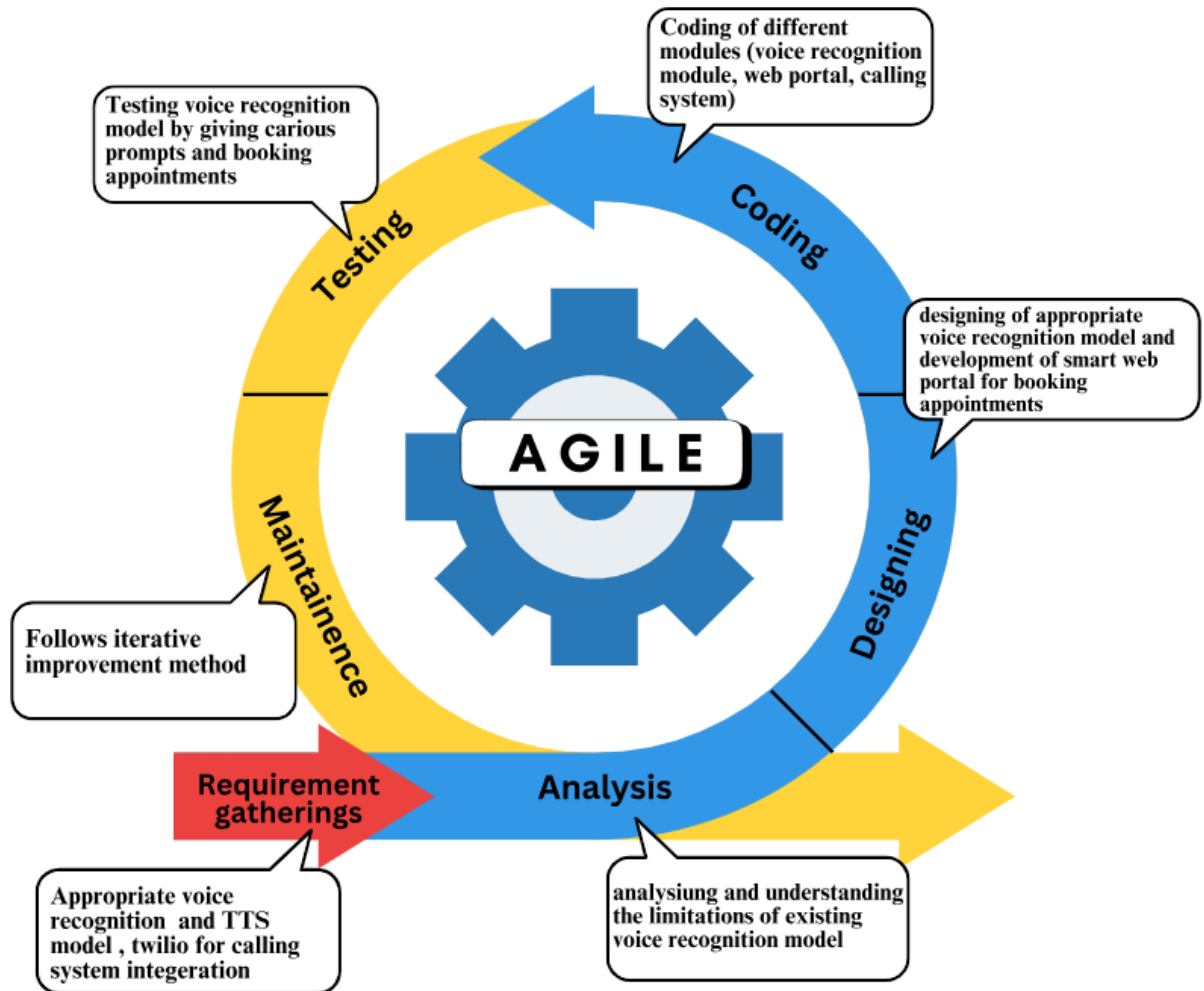 Coding of different
modules (voice recognition
module, web portal, calling
system)
Testing voice recognition
model by giving carious
prompts and booking
appointments
Coding
Testing
designing of appropriate
voice recognition model and
development of smart web
portal for booking
appointments
AGILE
Designing
Maintainence
Follows iterative
improvement method
Requirement
gatherings
Analysis
Appropriate voice
recognition and TTS
model , twilio for calling
system integeration
analysiung and understanding
the limitations of existing
voice recognition model